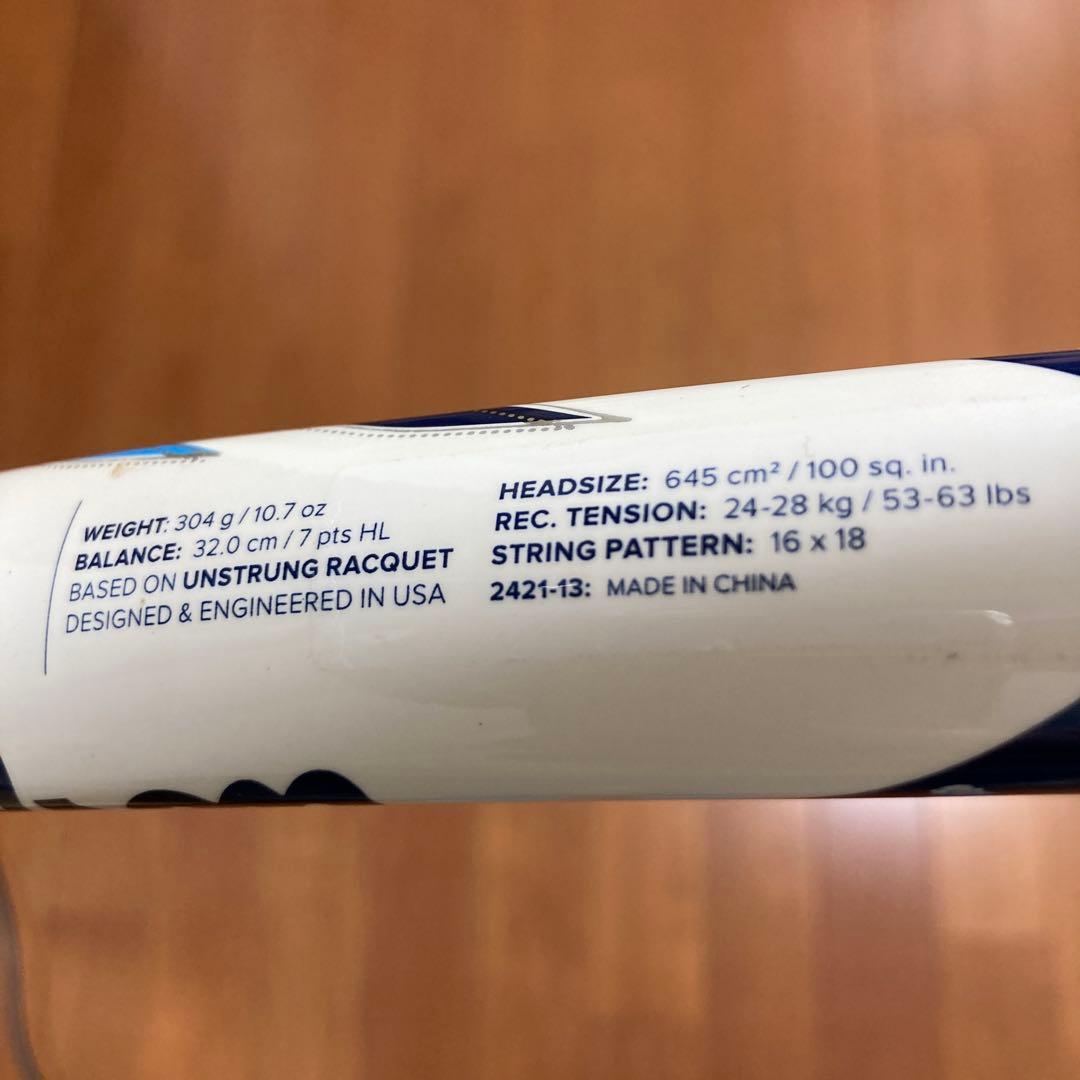 WEIGHT: 304 g / 10.7 oz
BALANCE: 32.0 cm / 7 pts HL
BASED ON UNSTRUNG RACQUET
DESIGNED & ENGINEERED IN USA
HEADSIZE: 645 cm² / 100 sq. in.
REC. TENSION: 24-28 kg / 53-63 lbs
STRING PATTERN: 16 x 18
2421-13: MADE IN CHINA